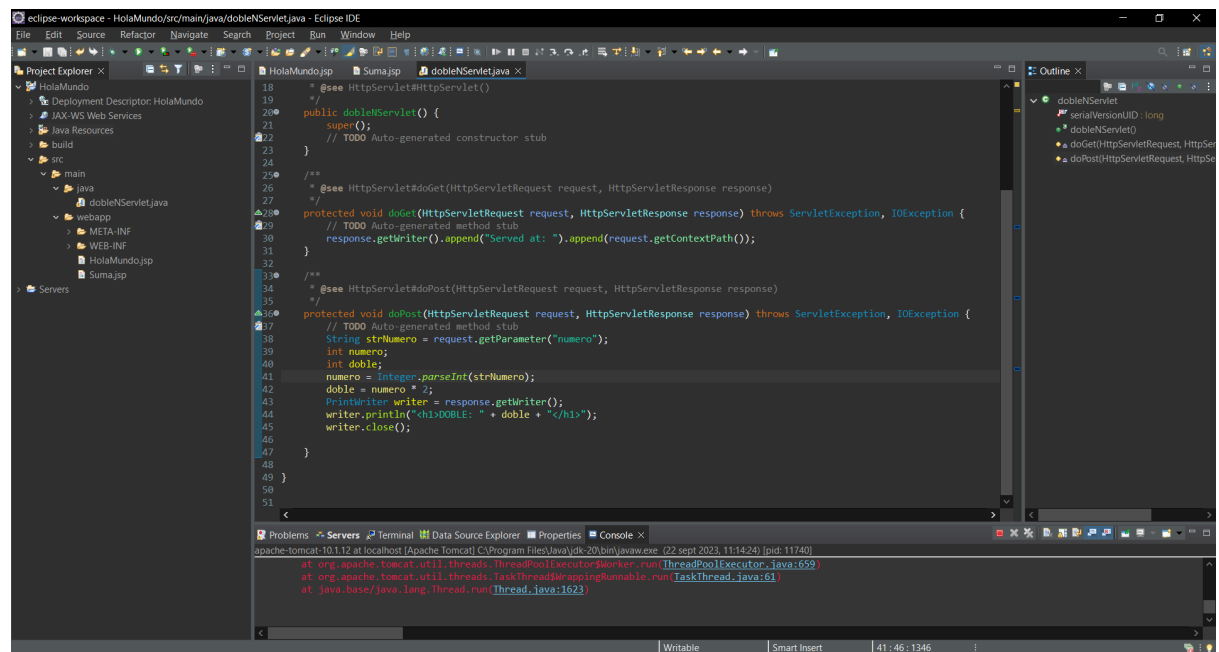 eclipse-workspace - HolaMundo/src/main/java/dobleNServlet.java - Eclipse IDE
File Edit Source Refactor Navigate Search Project Run Window Help
Project Explorer
HolaMundo
Deployment Descriptor: HolaMundo
JAX-WS Web Services
Java Resources
build
src
main
java
dobleNServlet.java
webapp
META-INF
WEB-INF
HolaMundo.jsp
Suma.jsp
Servers
HolaMundo.jsp Suma.jsp dobleNServlet.java
18 * @see HttpServlet#HttpServlet()
19 */
20 public dobleNServlet() {
21 super();
22 // TODO Auto-generated constructor stub
23 }
24
25 /**
26 * @see HttpServlet#doGet(HttpServletRequest request, HttpServletResponse response)
27 */
28 protected void doGet(HttpServletRequest request, HttpServletResponse response) throws ServletException, IOException {
29 // TODO Auto-generated method stub
30 response.getWriter().append("Served at: ").append(request.getContextPath());
31 }
32
33 /**
34 * @see HttpServlet#doPost(HttpServletRequest request, HttpServletResponse response)
35 */
36 protected void doPost(HttpServletRequest request, HttpServletResponse response) throws ServletException, IOException {
37 // TODO Auto-generated method stub
38 String strNumero = request.getParameter("numero");
39 int numero;
40 int doble;
41 numero = Integer.parseInt(strNumero);
42 doble = numero * 2;
43 PrintWriter writer = response.getWriter();
44 writer.println("<h1>DOBLE: " + doble + "</h1>");
45 writer.close();
46
47 }
48
49 }
50
51
Outline
dobleNServlet
serialVersionUID : long
dobleNServlet()
doGet(HttpServletRequest, HttpSer
doPost(HttpServletRequest, HttpSe
Problems Servers Terminal Data Source Explorer Properties Console
apache-tomcat-10.1.12 at localhost [Apache Tomcat] C:\Program Files\Java\jdk-20\bin\javaw.exe (22 sept 2023, 11:14:24) [pid: 11740]
at org.apache.tomcat.util.threads.ThreadPoolExecutor$Worker.run(ThreadPoolExecutor.java:659)
at org.apache.tomcat.util.threads.TaskThread$WrappingRunnable.run(TaskThread.java:61)
at java.base/java.lang.Thread.run(Thread.java:1623)
Writable Smart Insert 41 : 46 : 1346